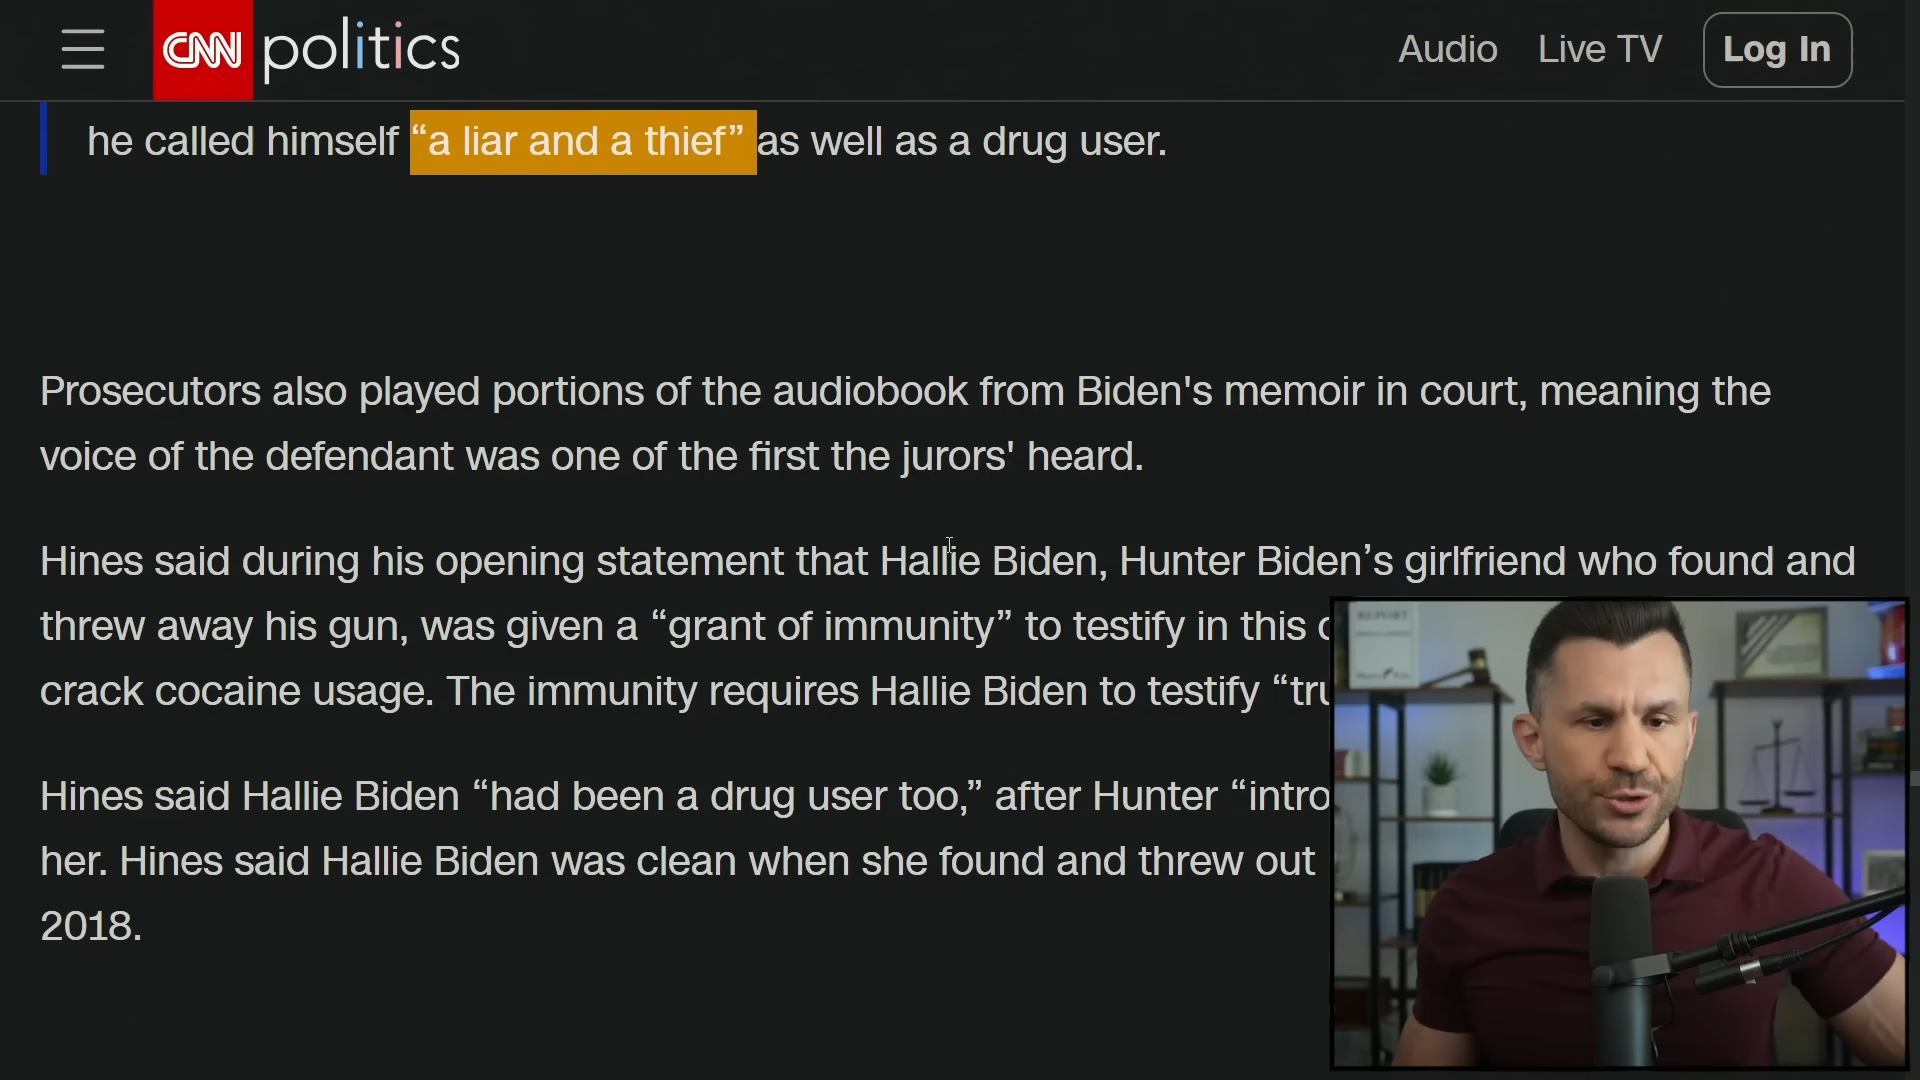 CNN politics
Audio Live TV Log In
he called himself “a liar and a thief” as well as a drug user.
Prosecutors also played portions of the audiobook from Biden's memoir in court, meaning the
voice of the defendant was one of the first the jurors' heard.
Hines said during his opening statement that Hallie Biden, Hunter Biden’s girlfriend who found and
threw away his gun, was given a “grant of immunity” to testify in this
crack cocaine usage. The immunity requires Hallie Biden to testify
Hines said Hallie Biden “had been a drug user too,” after Hunter
her. Hines said Hallie Biden was clean when she found and threw out
2018.
REPORT